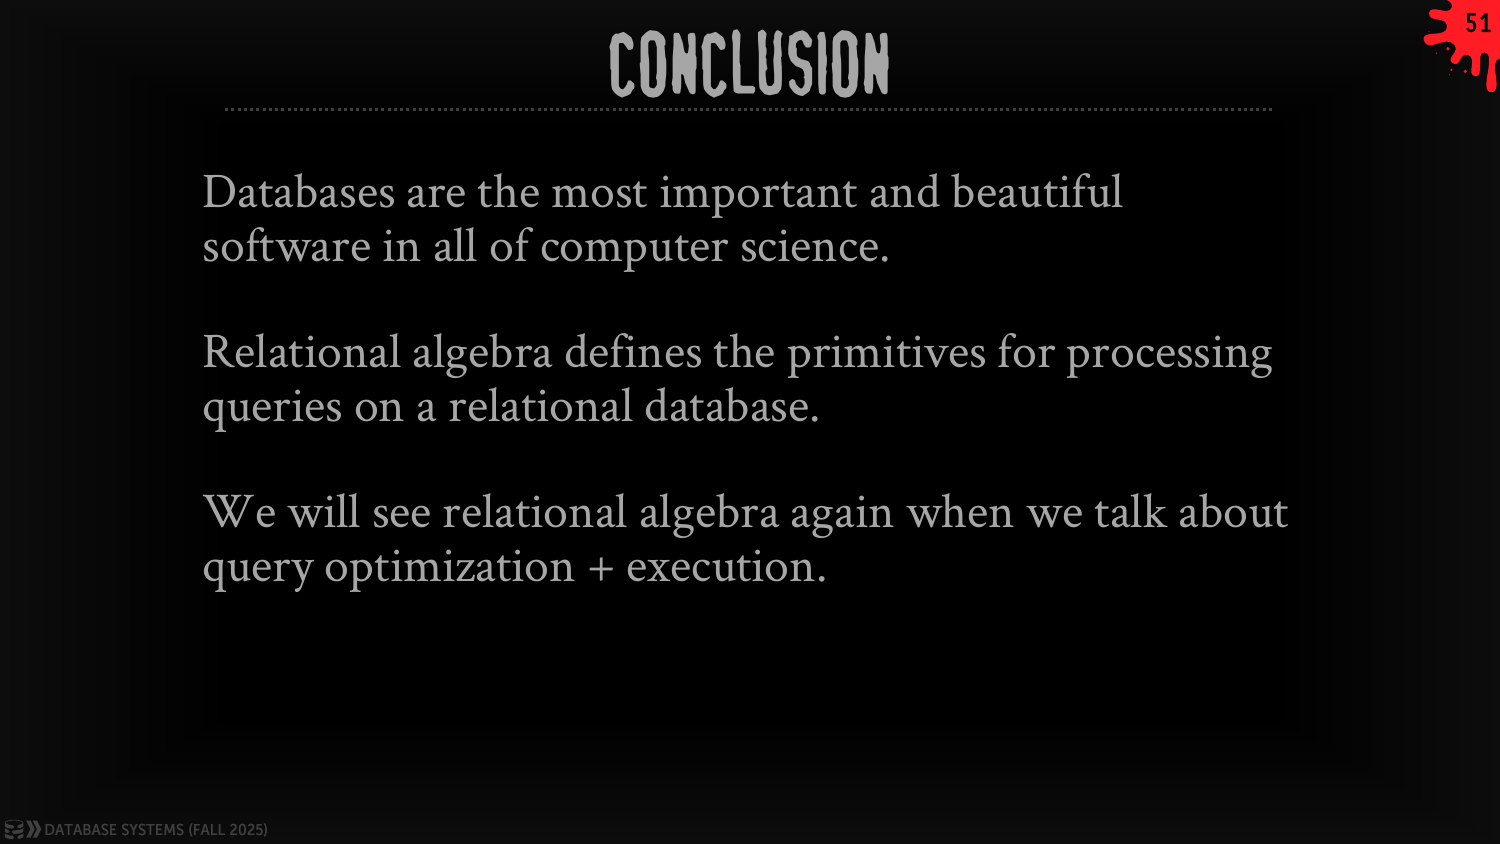 CONCLUSION
51
Databases are the most important and beautiful
software in all of computer science.
Relational algebra defines the primitives for processing
queries on a relational database.
We will see relational algebra again when we talk about
query optimization + execution.
DATABASE SYSTEMS (FALL 2025)